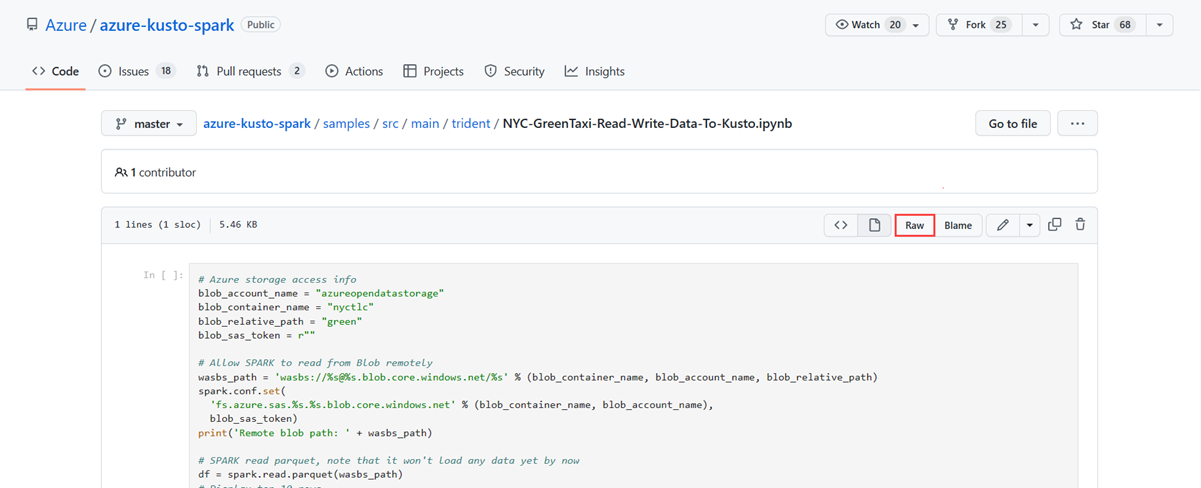 Azure / azure-kusto-spark Public
Watch 20 Fork 25 Star 68
<> Code Issues 18 Pull requests 2 Actions Projects Security Insights
master azure-kusto-spark / samples / src / main / trident / NYC-GreenTaxi-Read-Write-Data-To-Kusto.ipynb Go to file ...
1 contributor
1 lines (1 sloc) 5.46 KB <> Raw Blame
In [ ]: # Azure storage access info
blob_account_name = "azureopendatastorage"
blob_container_name = "nyctlc"
blob_relative_path = "green"
blob_sas_token = r""
# Allow SPARK to read from Blob remotely
wasbs_path = 'wasbs://%s@%s.blob.core.windows.net/%s' % (blob_container_name, blob_account_name, blob_relative_path)
spark.conf.set(
'fs.azure.sas.%s.%s.blob.core.windows.net' % (blob_container_name, blob_account_name),
blob_sas_token)
print('Remote blob path: ' + wasbs_path)
# SPARK read parquet, note that it won't load any data yet by now
df = spark.read.parquet(wasbs_path)